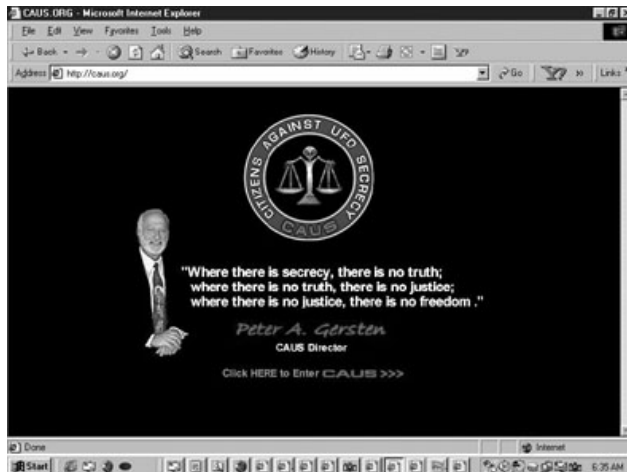 CAUS.ORG - Microsoft Internet Explorer
File Edit View Favorites Tools Help
Back Search Favorites History
Address http://caus.org/ Go Links
CITIZENS AGAINST UFO SECRECY
CAUS
"Where there is secrecy, there is no truth;
where there is no truth, there is no justice;
where there is no justice, there is no freedom ."
Peter A. Gersten
CAUS Director
Click HERE to Enter CAUS >>>
Done Internet
Start 6:35 AM